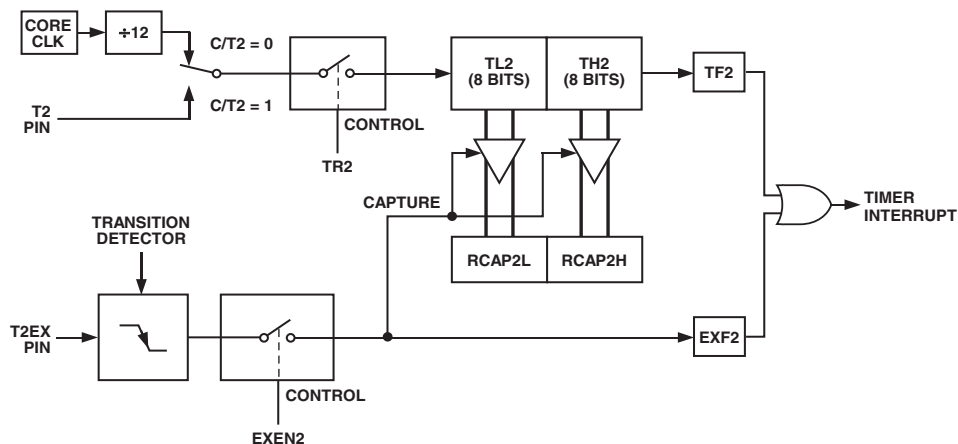 CORE
CLK
÷12
C/T2 = 0
C/T2 = 1
T2
PIN
CONTROL
TR2
TL2
(8 BITS)
TH2
(8 BITS)
TF2
CAPTURE
RCAP2L
RCAP2H
TIMER
INTERRUPT
TRANSITION
DETECTOR
T2EX
PIN
CONTROL
EXEN2
EXF2